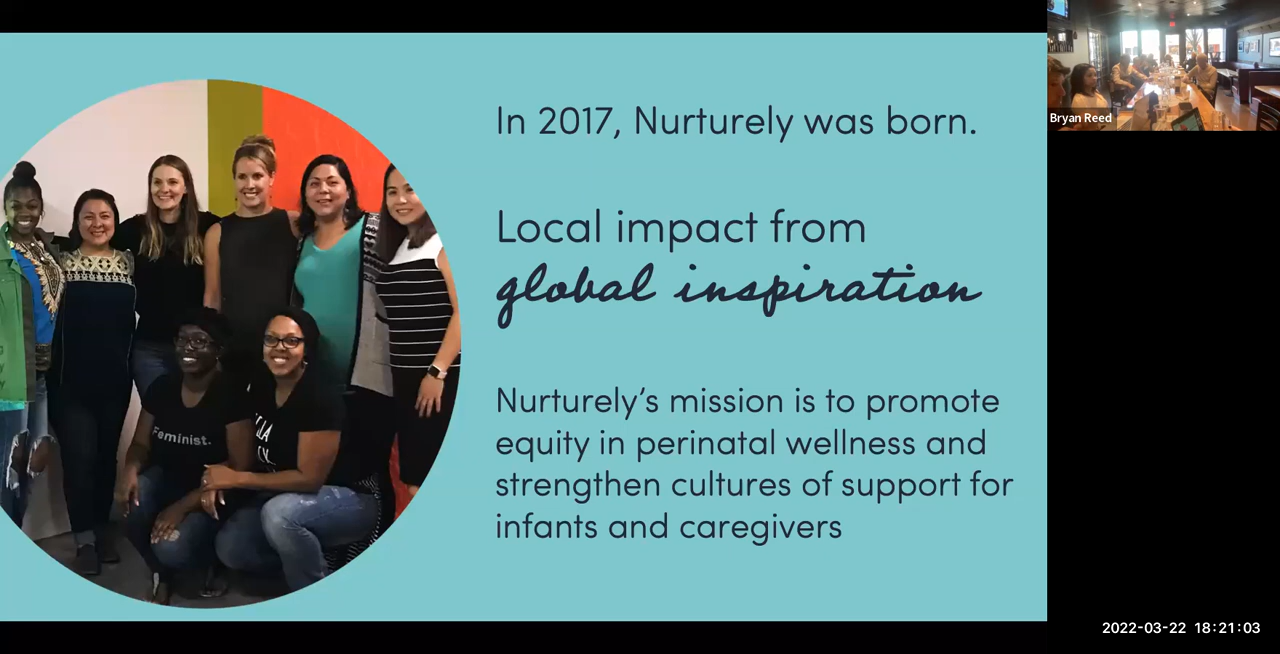 In 2017, Nurturely was born.
Local impact from
global inspiration
Nurturely's mission is to promote
equity in perinatal wellness and
strengthen cultures of support for
infants and caregivers
Feminist.
Bryan Reed
2022-03-22 18:21:03